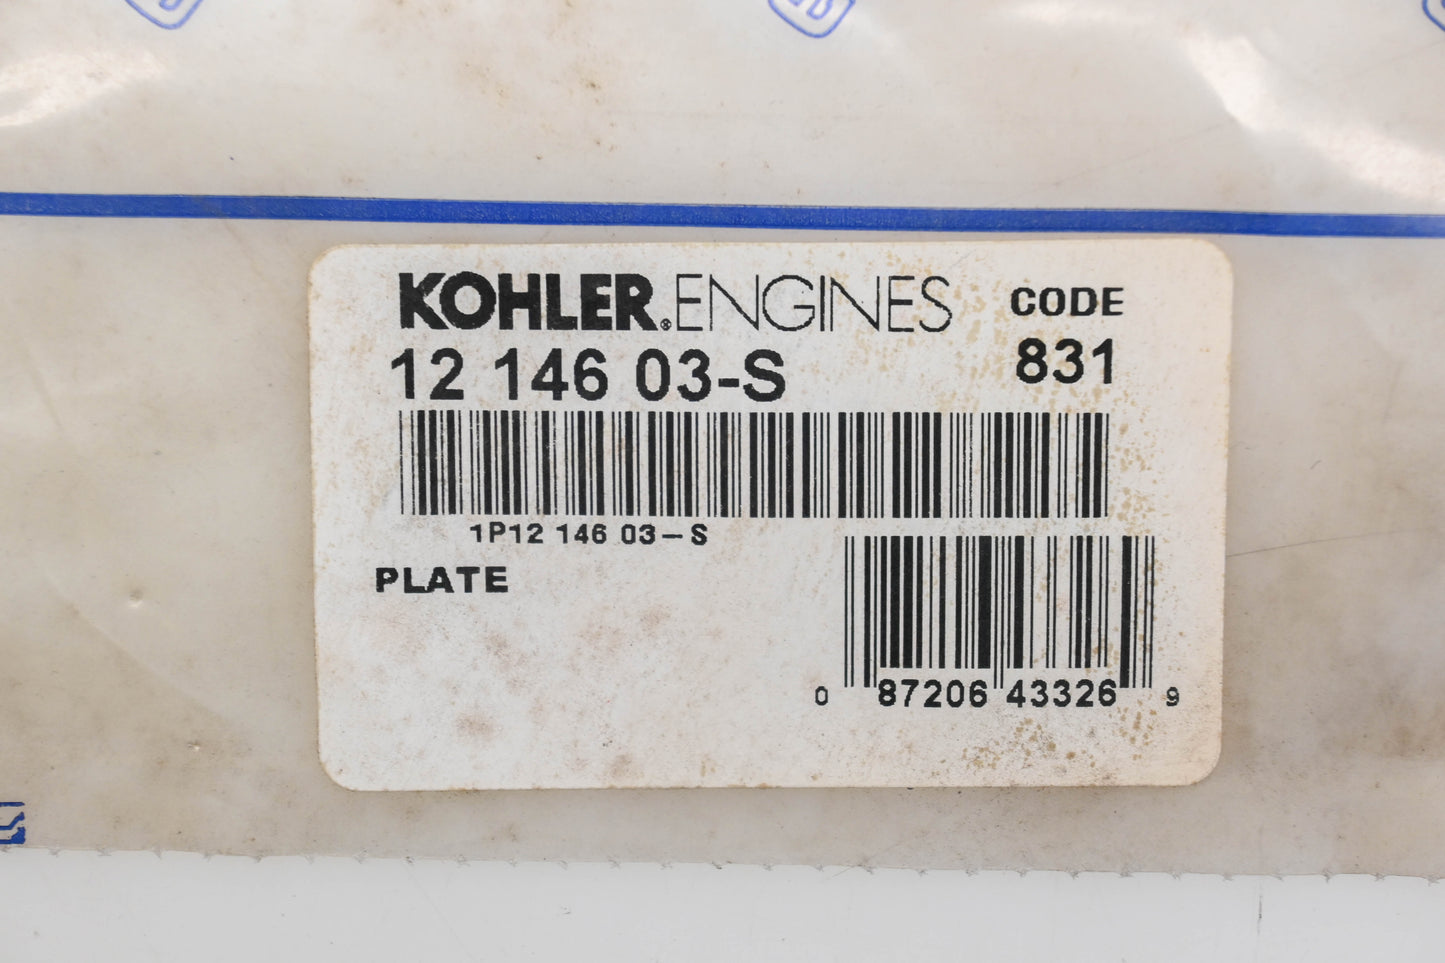 KOHLER®ENGINES CODE
12 146 03-S 831
1P12 146 03-S
PLATE
0 87206 43326 9